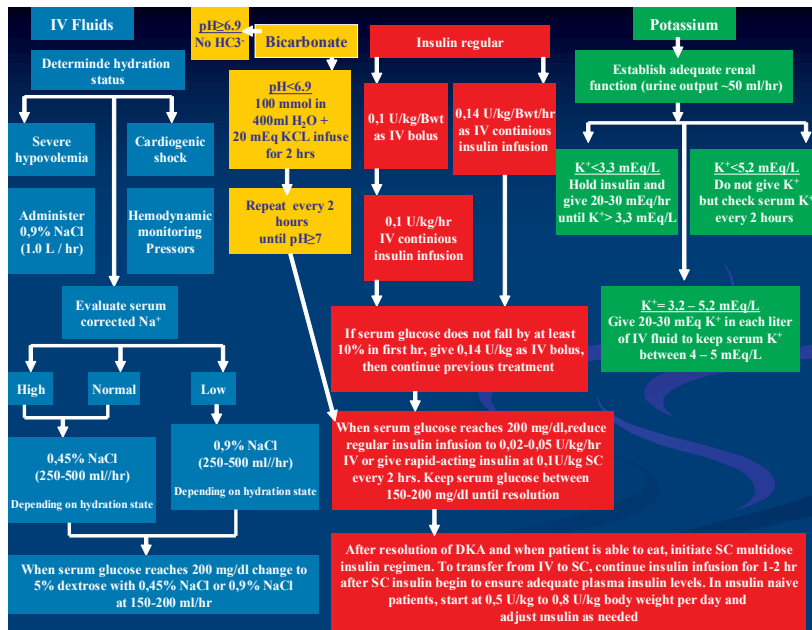 IV Fluids
Determinde hydration
status
Severe
hypovolemia
Cardiogenic
shock
Administer
0,9% NaCl
(1.0 L / hr)
Hemodynamic
monitoring
Pressors
Evaluate serum
corrected Na+
High
Normal
Low
0,45% NaCl
(250-500 ml//hr)
Depending on hydration state
0,9% NaCl
(250-500 ml//hr)
Depending on hydration state
When serum glucose reaches 200 mg/dl change to
5% dextrose with 0,45% NaCl or 0,9% NaCl
at 150-200 ml/hr
pH≥6.9
No HC3-
Bicarbonate
pH<6.9
100 mmol in
400ml H2O +
20 mEq KCL infuse
for 2 hrs
Repeat every 2
hours
until pH≥7
Insulin regular
0,1 U/kg/Bwt
as IV bolus
0,14 U/kg/Bwt/hr
as IV continious
insulin infusion
0,1 U/kg/hr
IV continious
insulin infusion
If serum glucose does not fall by at least
10% in first hr, give 0,14 U/kg as IV bolus,
then continue previous treatment
When serum glucose reaches 200 mg/dl,reduce
regular insulin infusion to 0,02-0,05 U/kg/hr
IV or give rapid-acting insulin at 0,1U/kg SC
every 2 hrs. Keep serum glucose between
150-200 mg/dl until resolution
After resolution of DKA and when patient is able to eat, initiate SC multidose
insulin regimen. To transfer from IV to SC, continue insulin infusion for 1-2 hr
after SC insulin begin to ensure adequate plasma insulin levels. In insulin naive
patients, start at 0,5 U/kg to 0,8 U/kg body weight per day and
adjust insulin as needed
Potassium
Establish adequate renal
function (urine output ~50 ml/hr)
K+<3,3 mEq/L
Hold insulin and
give 20-30 mEq/hr
until K+> 3,3 mEq/L
K+<5,2 mEq/L
Do not give K+
but check serum K+
every 2 hours
K+= 3,2 – 5,2 mEq/L
Give 20-30 mEq K+ in each liter
of IV fluid to keep serum K+
between 4 – 5 mEq/L